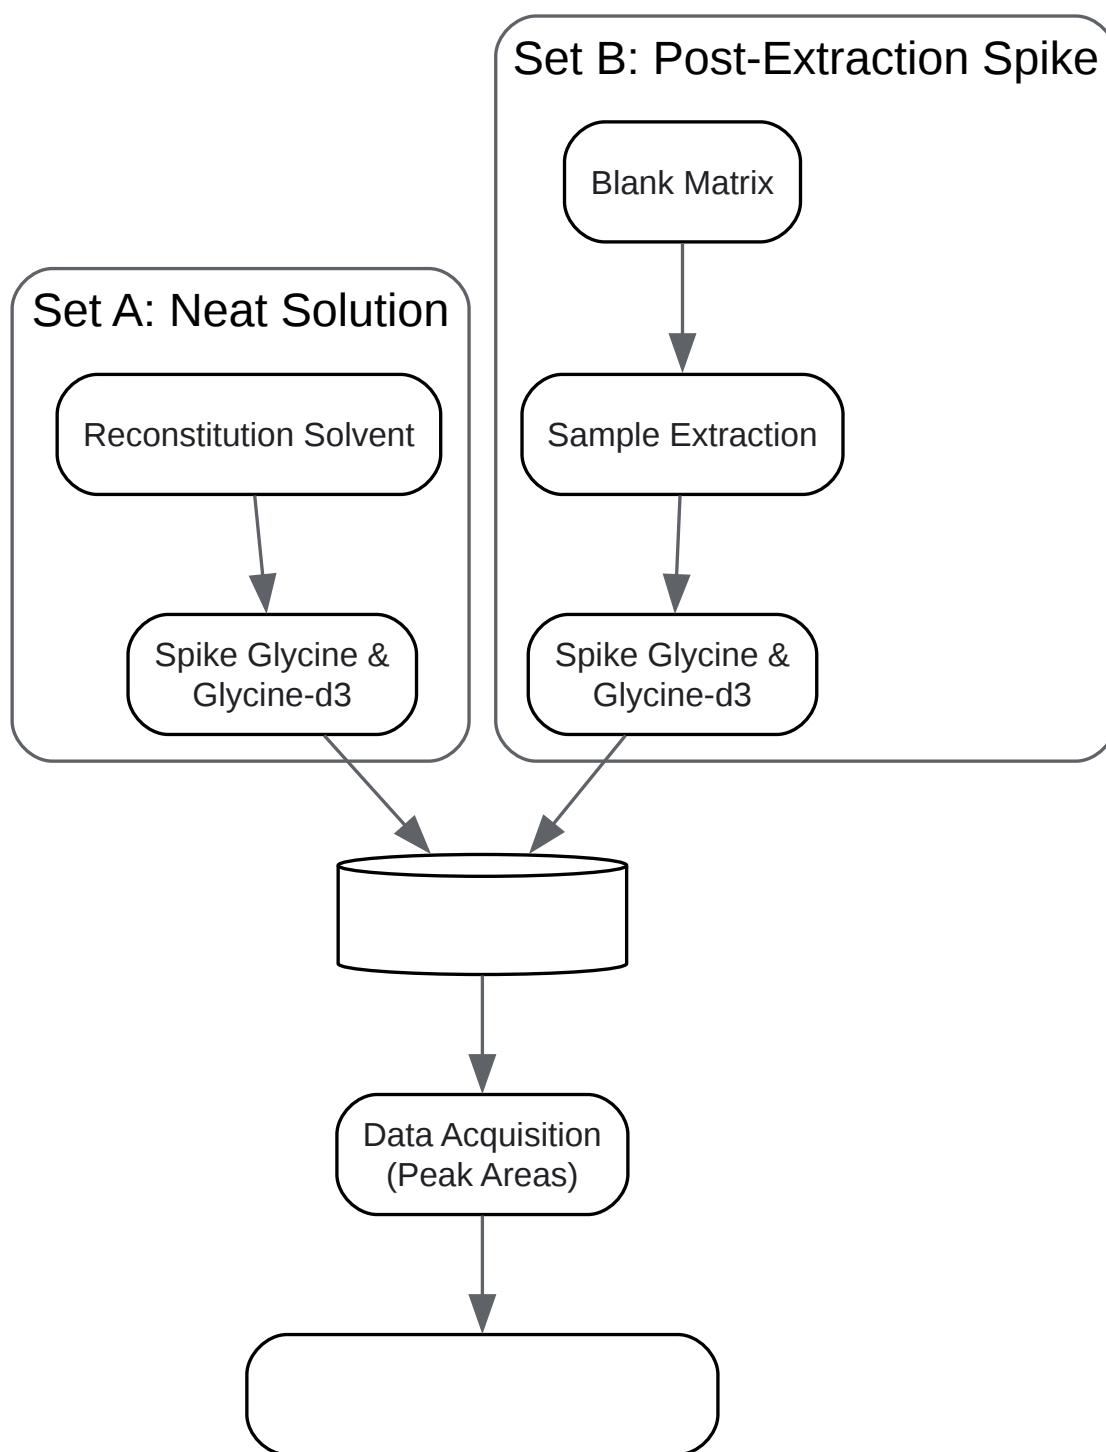 Set B: Post-Extraction Spike
Blank Matrix
Set A: Neat Solution
Reconstitution Solvent
Sample Extraction
Spike Glycine &
Glycine-d3
Spike Glycine &
Glycine-d3
Data Acquisition
(Peak Areas)